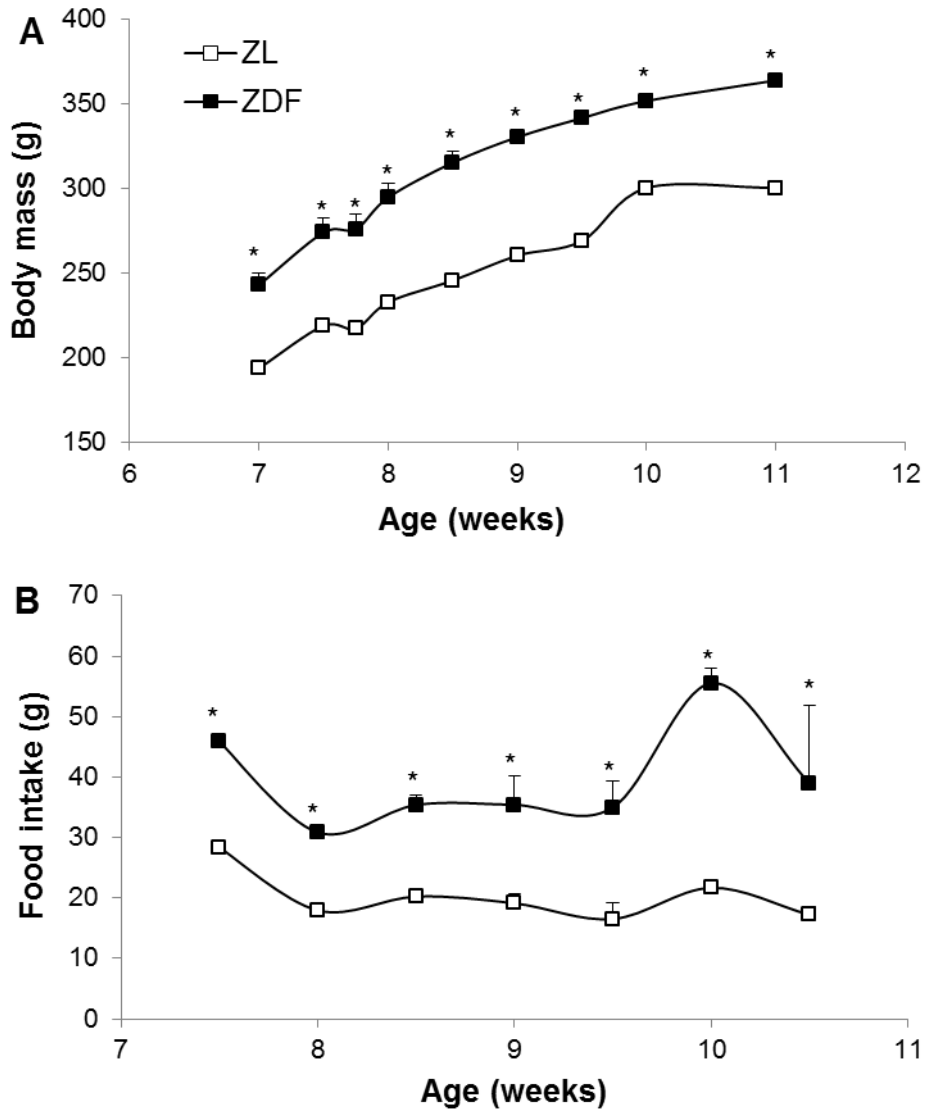 A
ZL
ZDF
400
350
300
250
200
150
Body mass (g)
* * * * * * * * * *
6 7 8 9 10 11 12
Age (weeks)
B
70
60
50
40
30
20
10
0
Food intake (g)
* * * * * * *
7 8 9 10 11
Age (weeks)